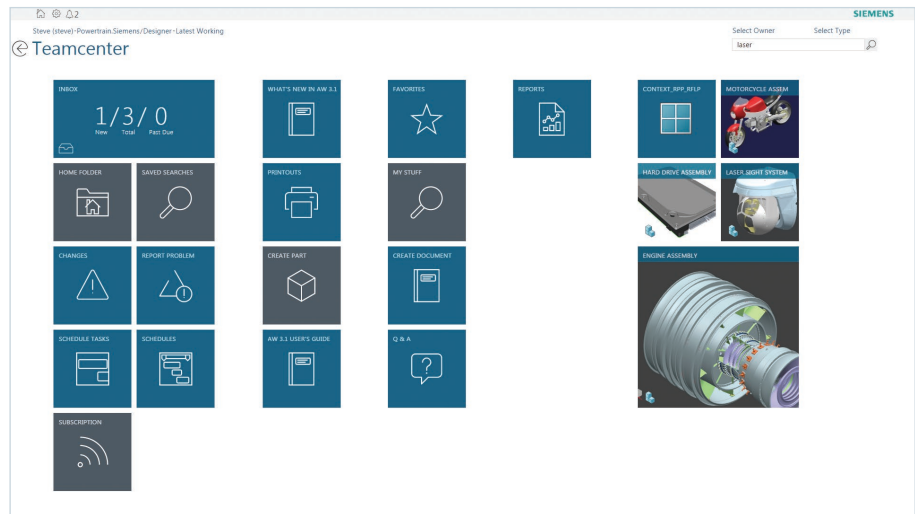 2
SIEMENS
Steve (steve)·Powertrain.Siemens/Designer·Latest Working
Select Owner
Select Type
Teamcenter
laser
INBOX
1/3/0
New Total Past Due
WHAT'S NEW IN AW 3.1
FAVORITES
REPORTS
CONTEXT_RPP_RFLP
MOTORCYCLE ASSEM
HOME FOLDER
SAVED SEARCHES
PRINTOUTS
MY STUFF
HARD DRIVE ASSEMBLY
LASER SIGHT SYSTEM
CHANGES
REPORT PROBLEM
CREATE PART
CREATE DOCUMENT
ENGINE ASSEMBLY
SCHEDULE TASKS
SCHEDULES
AW 3.1 USER'S GUIDE
Q & A
SUBSCRIPTION